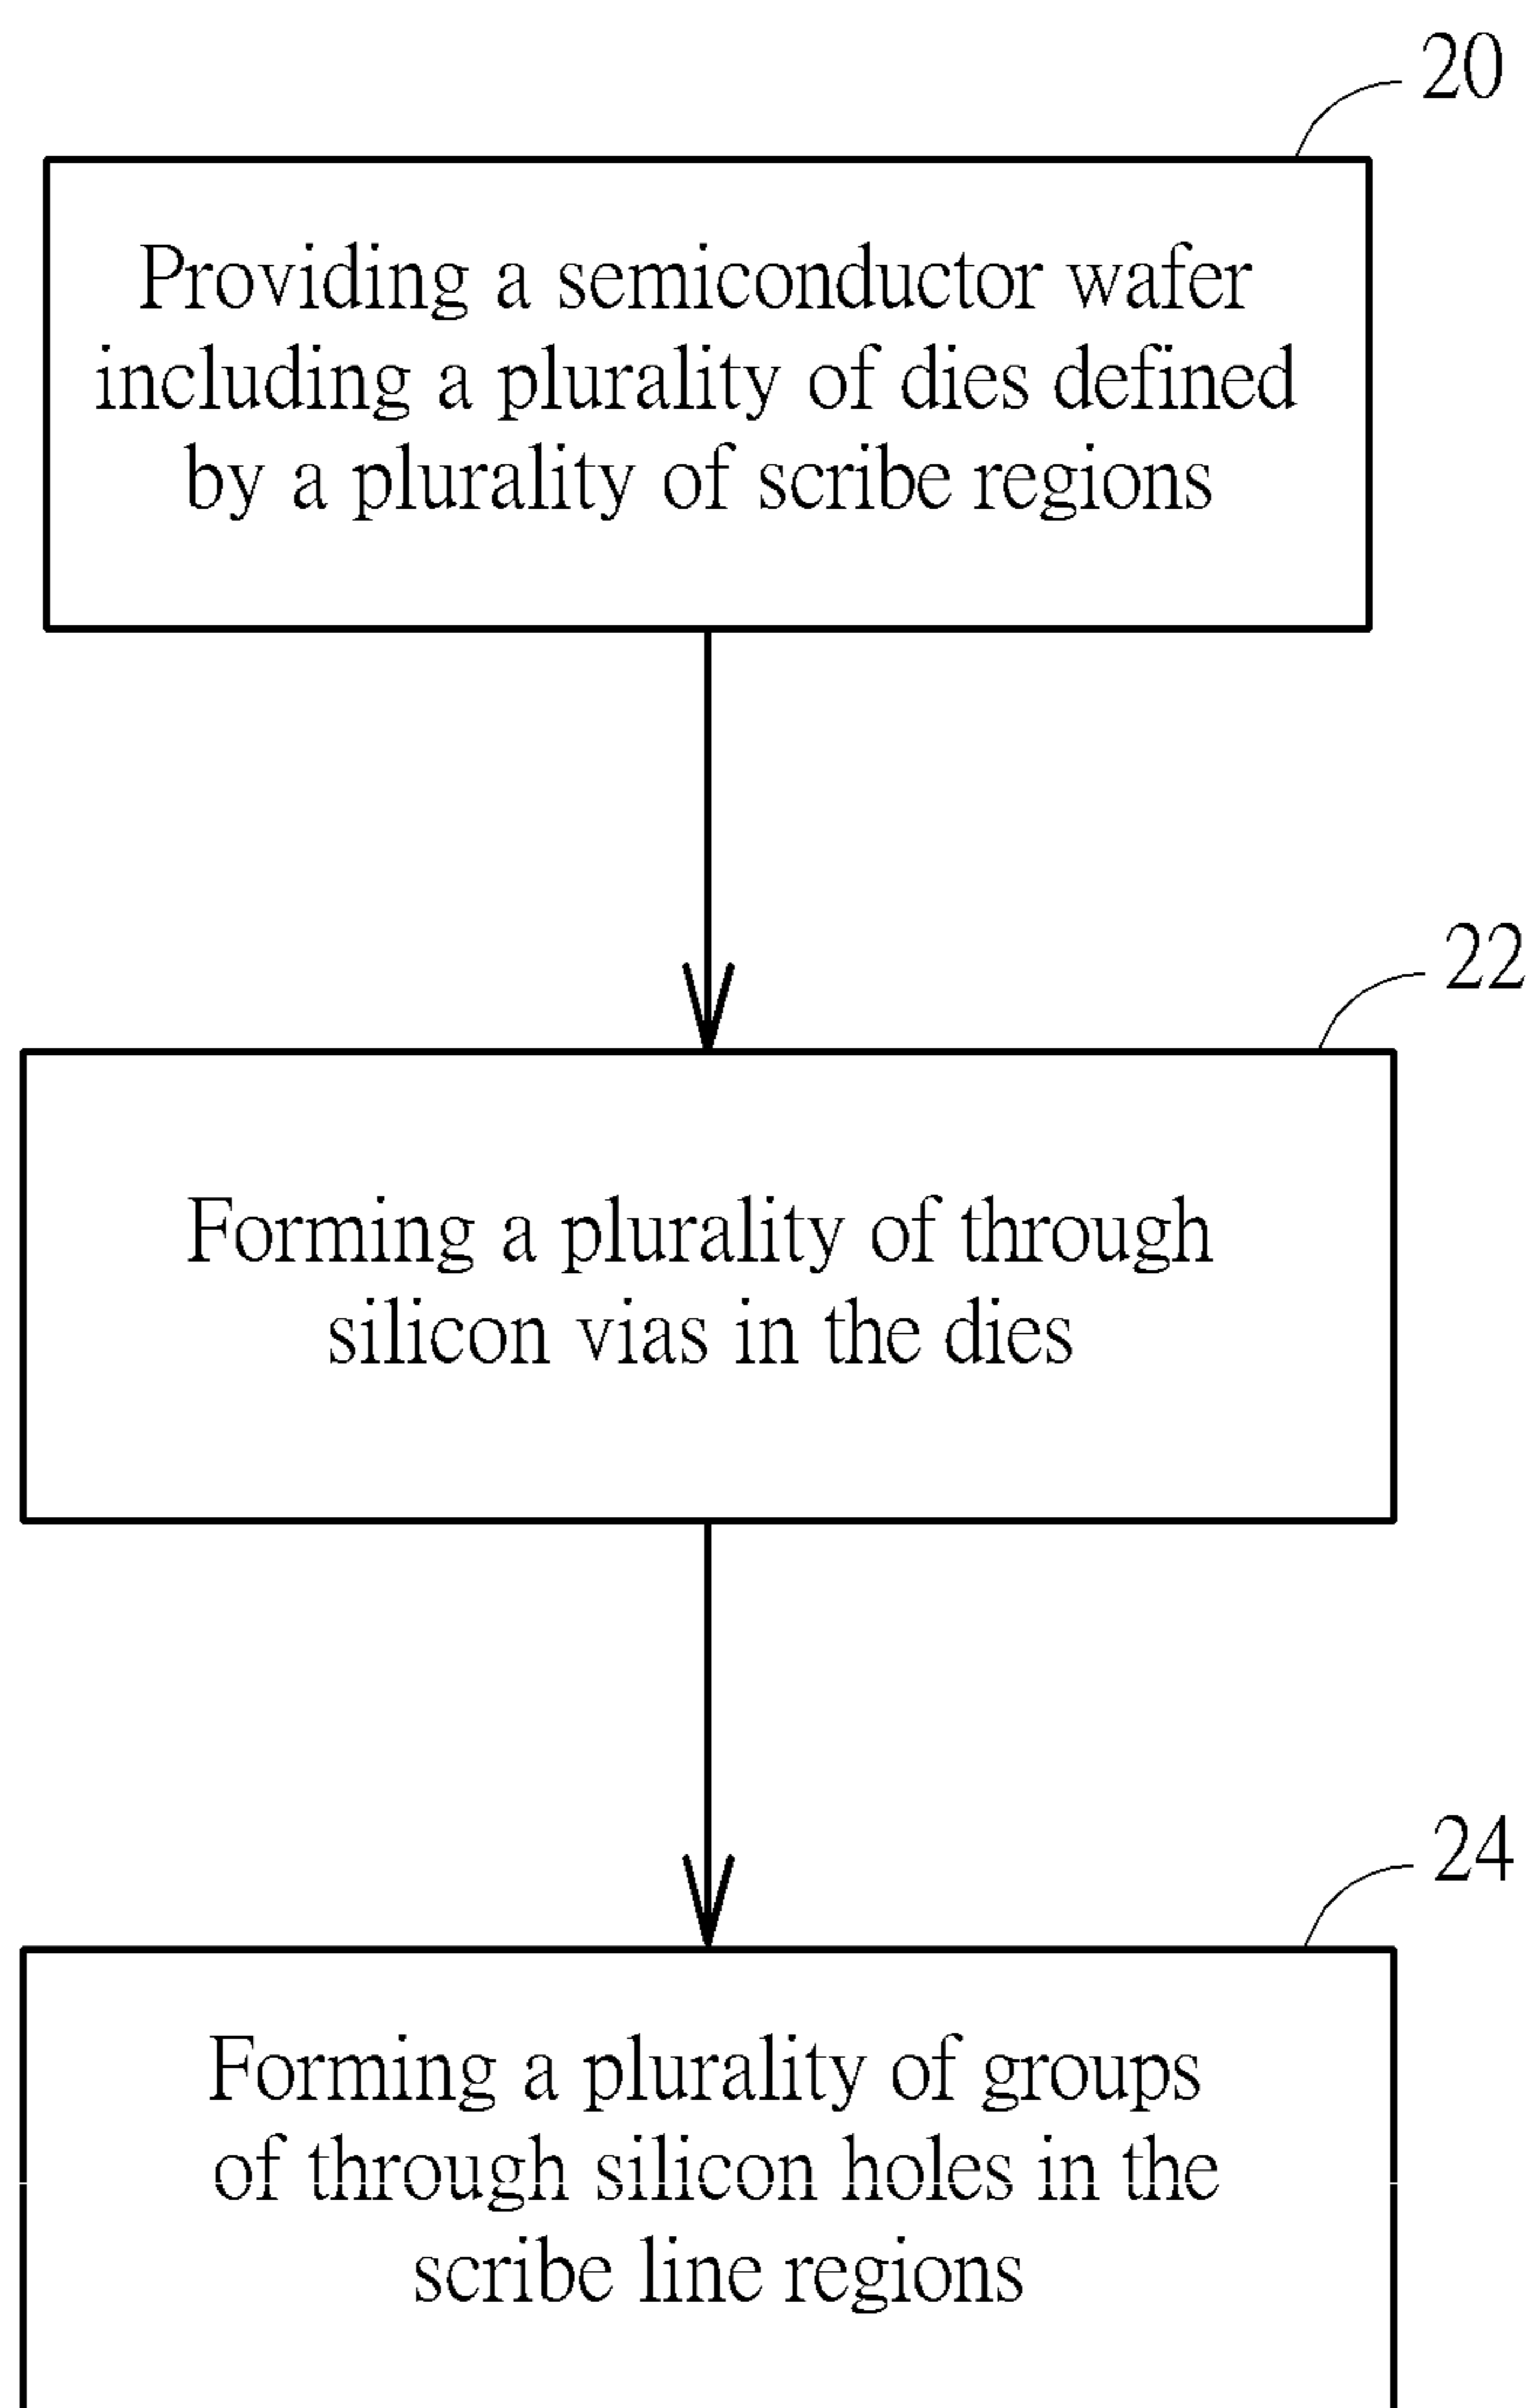 20
Providing a semiconductor wafer
including a plurality of dies defined
by a plurality of scribe regions
22
Forming a plurality of through
silicon vias in the dies
24
Forming a plurality of groups
of through silicon holes in the
scribe line regions